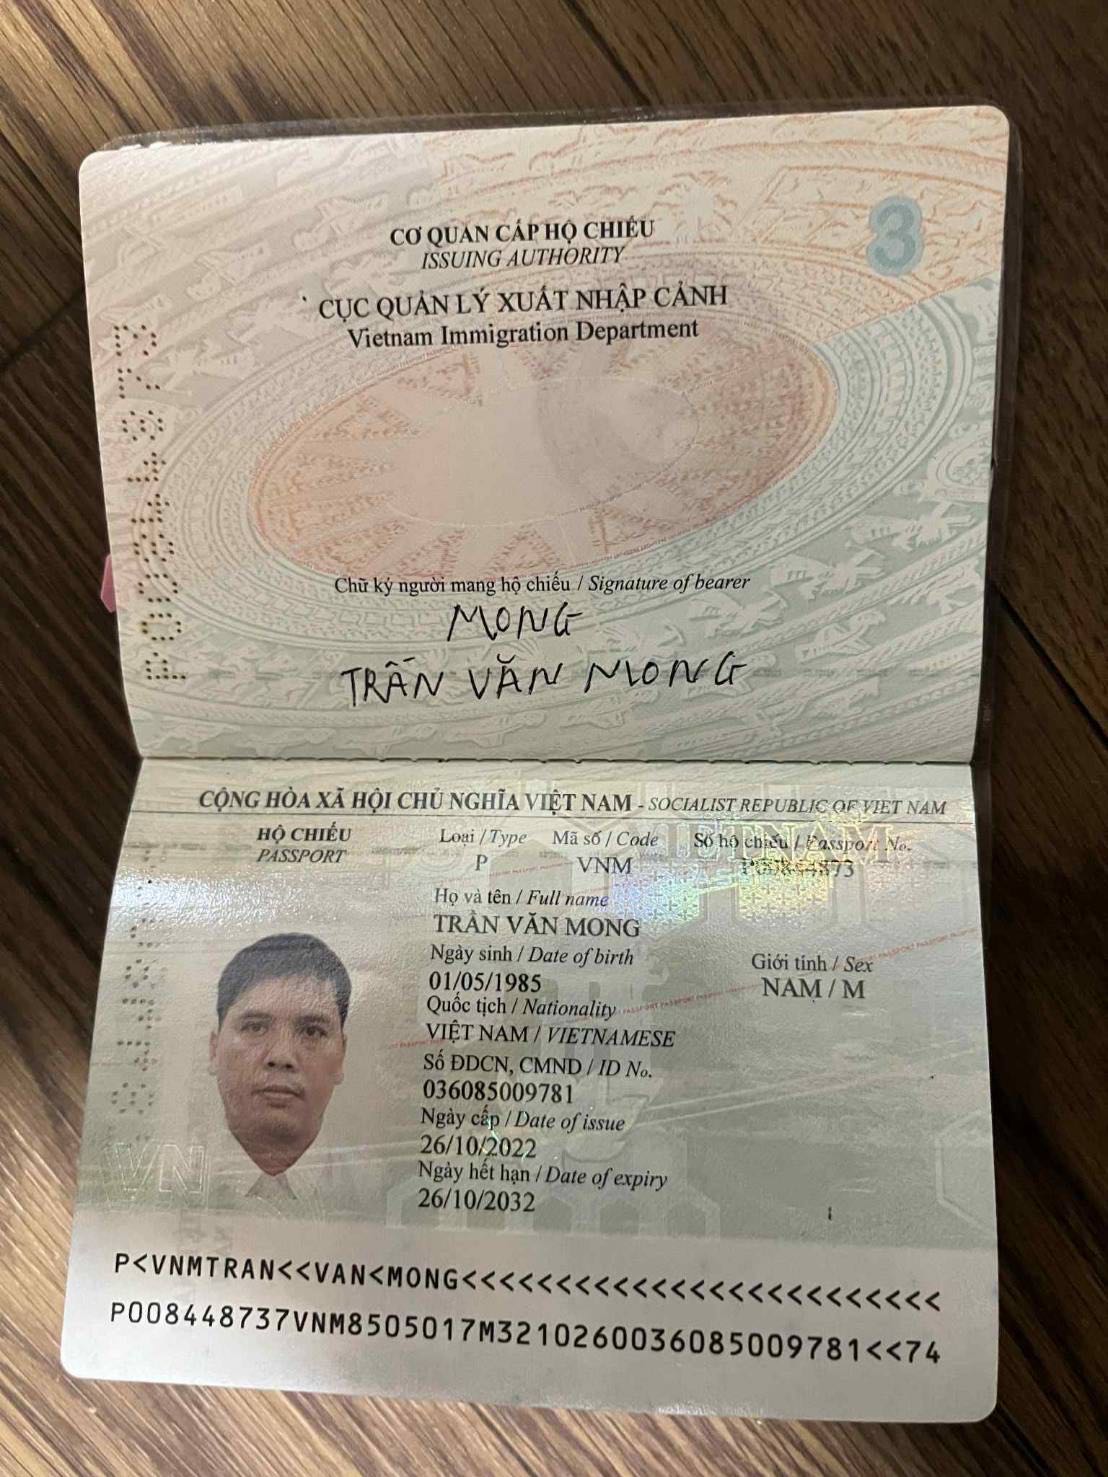 3
CƠ QUAN CẤP HỘ CHIẾU
ISSUING AUTHORITY
CỤC QUẢN LÝ XUẤT NHẬP CẢNH
Vietnam Immigration Department
P00844873
Chữ ký người mang hộ chiếu / Signature of bearer
MONG
TRẦN VĂN MONG
CỘNG HÒA XÃ HỘI CHỦ NGHĨA VIỆT NAM - SOCIALIST REPUBLIC OF VIET NAM
HỘ CHIẾU
PASSPORT
Loại / Type Mã số / Code Số hộ chiếu / Passport No.
P VNM P00844873
Họ và tên / Full name
TRẦN VĂN MONG
Ngày sinh / Date of birth
Giới tính / Sex
01/05/1985
NAM / M
Quốc tịch / Nationality
VIỆT NAM / VIETNAMESE
Số ĐDCN, CMND / ID No.
036085009781
Ngày cấp / Date of issue
26/10/2022
Ngày hết hạn / Date of expiry
26/10/2032
VIETNAM
VN
P<VNMTRAN<<VAN<MONG<<<<<<<<<<<<<<<<<<<<<<<<<
P008448737VNM8505017M3210260036085009781<<74